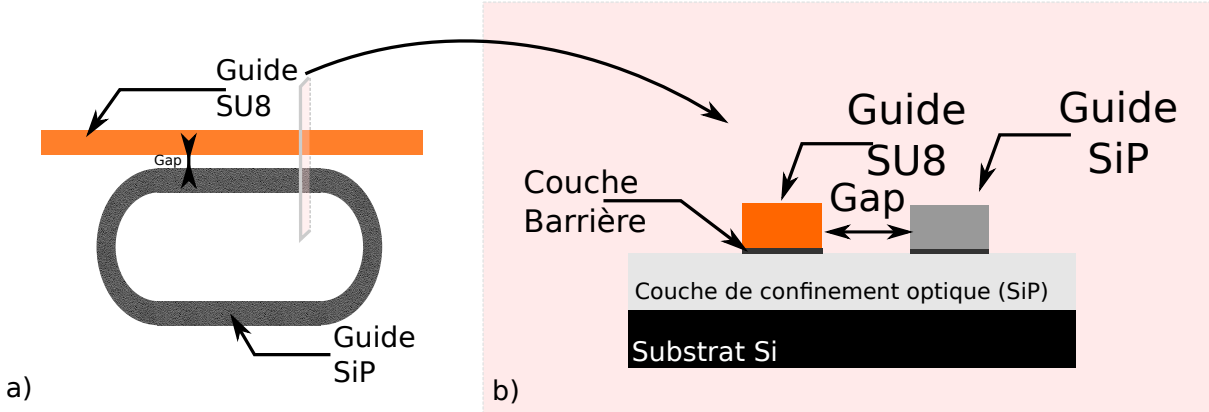 Guide
SU8
Gap
Guide
SiP
a)
Guide
SU8
Guide
SiP
Couche
Barrière
Gap
Couche de confinement optique (SiP)
Substrat Si
b)